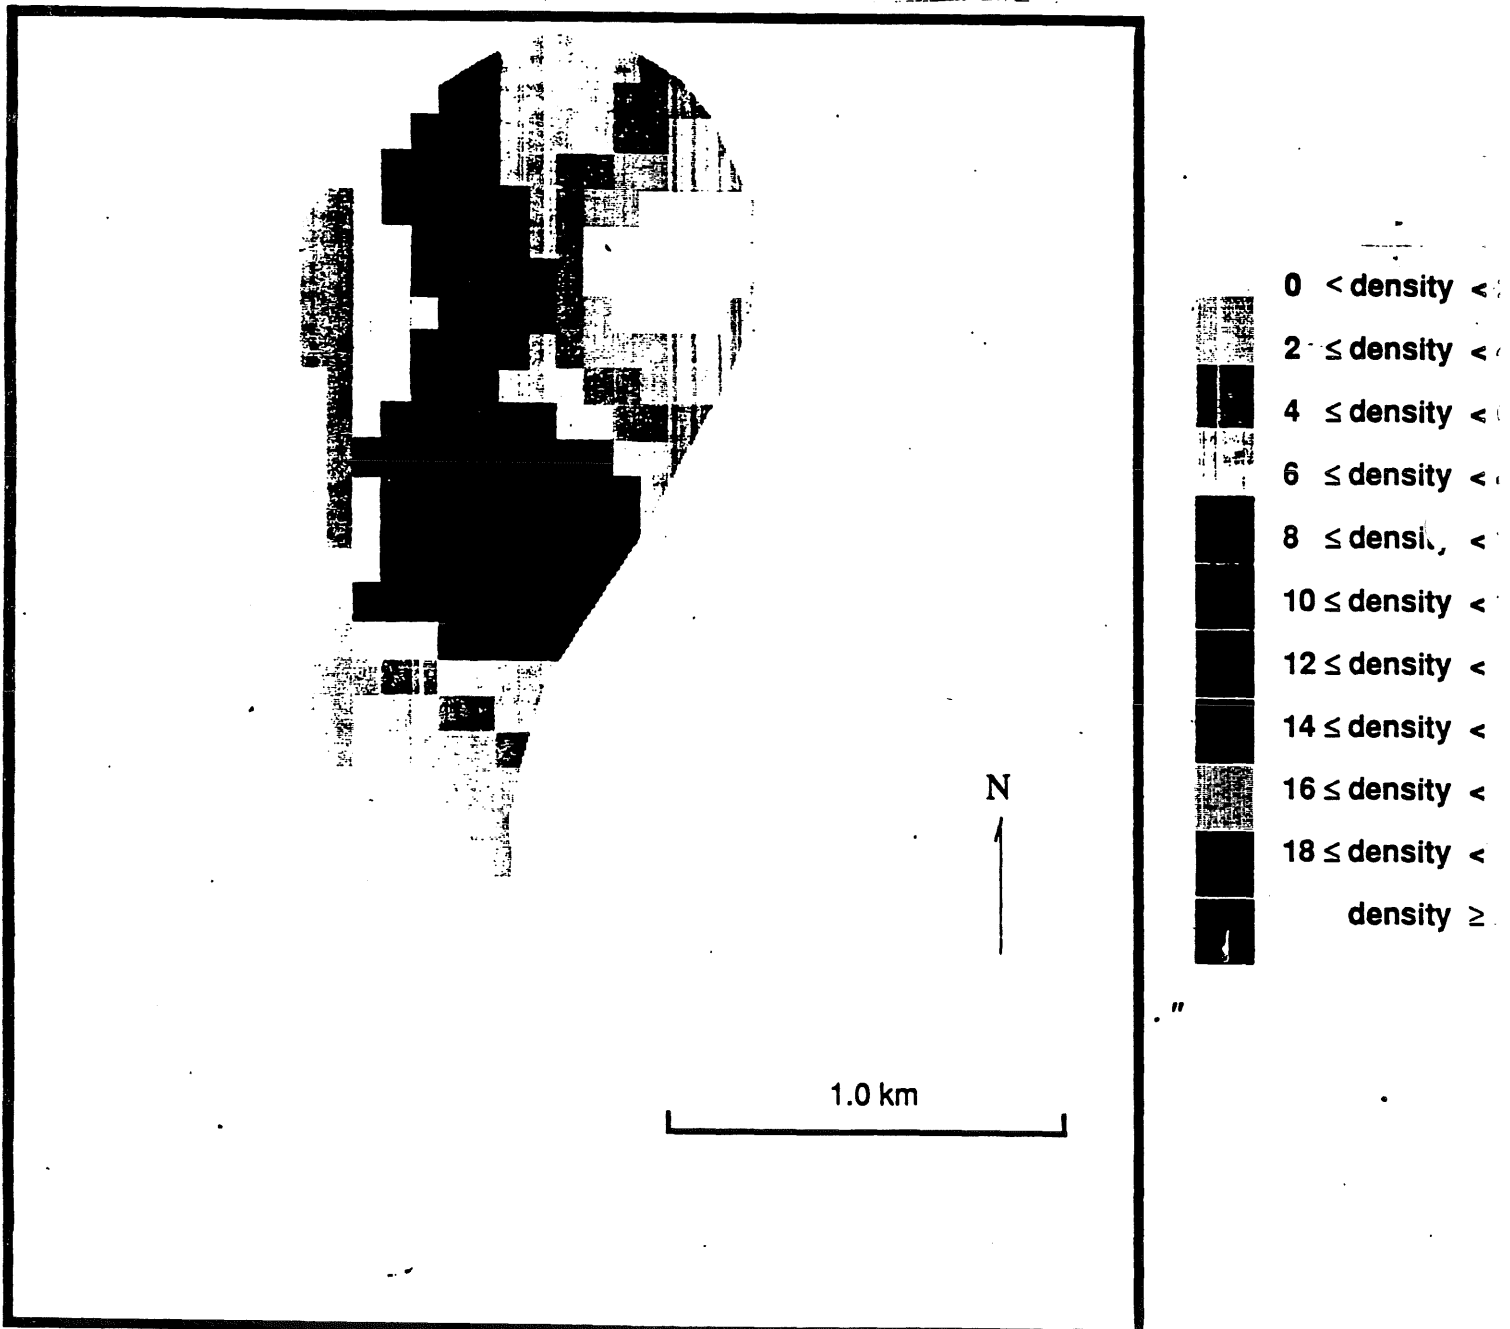 0 < density <
2 ≤ density <
4 ≤ density <
6 ≤ density <
8 ≤ densi <
10 ≤ density <
12 ≤ density <
14 ≤ density <
16 ≤ density <
18 ≤ density <
density ≥
N
1.0 km